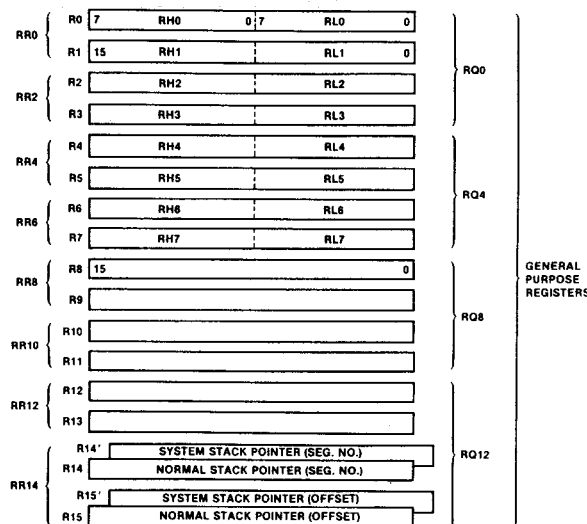 RR0
R0 7 RH0 0 7 RL0 0
R1 15 RH1 RL1 0
RR2
R2 RH2 RL2
R3 RH3 RL3
RQ0
RR4
R4 RH4 RL4
R5 RH5 RL5
RR6
R6 RH6 RL6
R7 RH7 RL7
RQ4
RR8
R8 15 0
R9
RR10
R10
R11
RQ8
RR12
R12
R13
RR14
R14' SYSTEM STACK POINTER (SEG. NO.)
R14 NORMAL STACK POINTER (SEG. NO.)
R15' SYSTEM STACK POINTER (OFFSET)
R15 NORMAL STACK POINTER (OFFSET)
RQ12
GENERAL
PURPOSE
REGISTERS